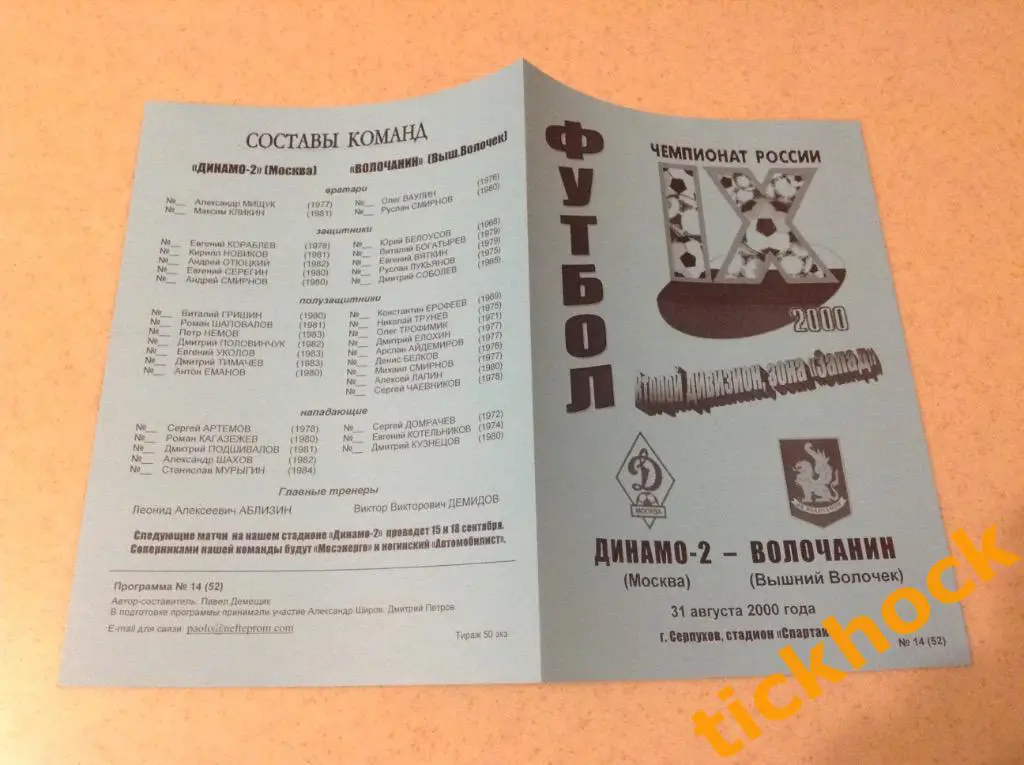 СОСТАВЫ КОМАНД
«ДИНАМО-2» (Москва) «ВОЛОЧАНИН» (Выш.Волочек)
вратари
№__ Александр МИЩУК (1977) №__ Олег ВАУЛИН (1976)
№__ Максим КЛИКИН (1981) №__ Руслан СМИРНОВ (1980)
защитники
№__ Евгений КОРАБЛЕВ (1978) №__ Юрий БЕЛОУСОВ (1968)
№__ Кирилл НОВИКОВ (1981) №__ Виталий БОГАТЫРЕВ (1979)
№__ Андрей ОТЮЦКИЙ (1982) №__ Евгений ВЯТКИН (1979)
№__ Евгений СЕРЕГИН (1980) №__ Руслан ЛУКЬЯНОВ (1975)
№__ Андрей СМИРНОВ (1980) №__ Дмитрий СОБОЛЕВ (1985)
полузащитники
№__ Виталий ГРИШИН (1980) №__ Константин ЕРОФЕЕВ (1969)
№__ Роман ШАПОВАЛОВ (1981) №__ Николай ТРУНЕВ (1975)
№__ Петр НЕМОВ (1983) №__ Олег ТРОФИМИК (1971)
№__ Дмитрий ПОЛОВИНЧУК (1982) №__ Дмитрий ЕЛОХИН (1977)
№__ Евгений УКОЛОВ (1983) №__ Арслан АЙДЕМИРОВ (1977)
№__ Дмитрий ТИМАЧЕВ (1983) №__ Денис БЕЛКОВ (1976)
№__ Антон ЕМАНОВ (1980) №__ Михаил СМИРНОВ (1977)
№__ Алексей ЛАПИН (1980)
№__ Сергей ЧАЕВНИКОВ (1978)
нападающие
№__ Сергей АРТЕМОВ (1978) №__ Сергей ДОМРАЧЕВ (1972)
№__ Роман КАГАЗЕЖЕВ (1980) №__ Евгений КОТЕЛЬНИКОВ (1974)
№__ Дмитрий ПОДШИВАЛОВ (1981) №__ Дмитрий КУЗНЕЦОВ (1980)
№__ Александр ШАХОВ (1982)
№__ Станислав МУРЫГИН (1984)
Главные тренеры
Леонид Алексеевич АБЛИЗИН Виктор Викторович ДЕМИДОВ
Следующие матчи на нашем стадионе «Динамо-2» проведет 15 и 18 сентября.
Соперниками нашей команды будут «Мосэнерго» и ногинский «Автомобилист».
Программа № 14 (52)
Автор-составитель: Павел Демещик
В подготовке программы принимали участие Александр Широв, Дмитрий Петров
E-mail для связи: paolo@nefteprom.com
Тираж 50 экз
ФУТБОЛ
ЧЕМПИОНАТ РОССИИ
IX
2000
Второй дивизион, зона «Запад»
Д
МОСКВА
ДИНАМО-2 – ВОЛОЧАНИН
(Москва) (Вышний Волочек)
31 августа 2000 года
г. Серпухов, стадион «Спартак»
№ 14 (52)
tickhock